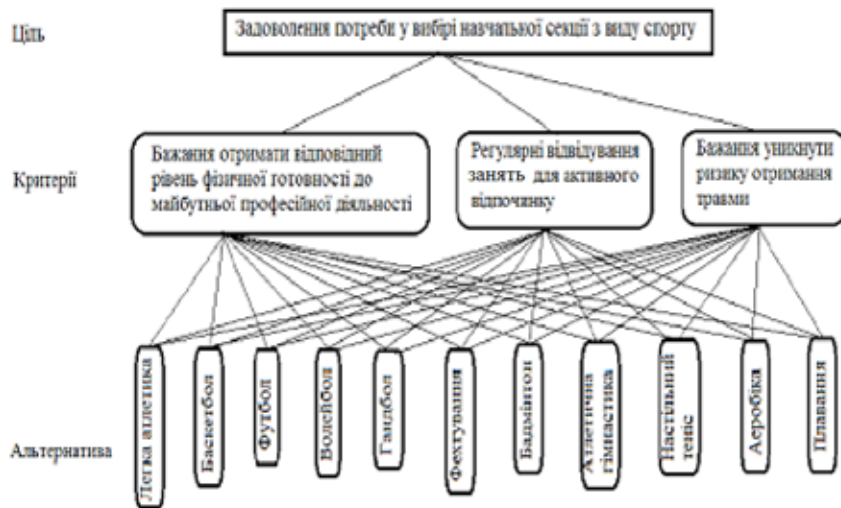 Ціль
Задоволення потреби у вибірі навчальної секції з виду спорту
Критерії
Бажання отримати відповідний
рівень фізичної готовності до
майбутньої професійної діяльності
Регулярні відвідування
занять для активного
відпочинку
Бажання уникнути
ризику отримання
травми
Альтернатива
Легка атлетика
Баскетбол
Футбол
Волейбол
Гандбол
Фехтування
Бадмінтон
Атлетична
гімнастика
Настільний
теніс
Аеробіка
Плавання